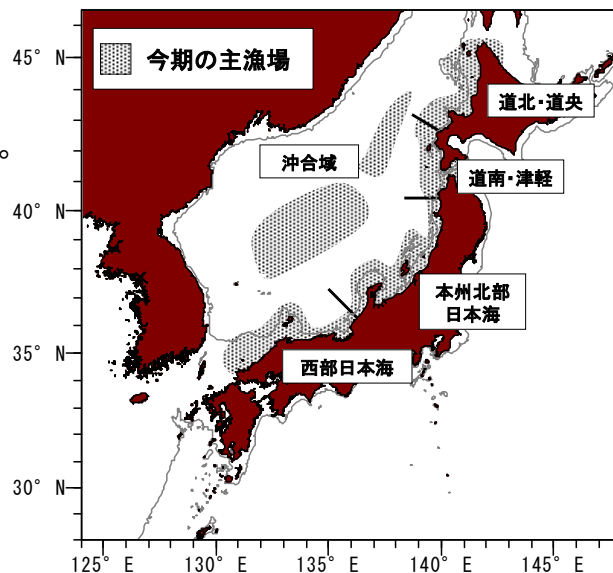 今期の主漁場
45° N
40° N
35° N
30° N
°
道北・道央
沖合域
道南・津軽
本州北部
日本海
西部日本海
125° E
130° E
135° E
140° E
145° E